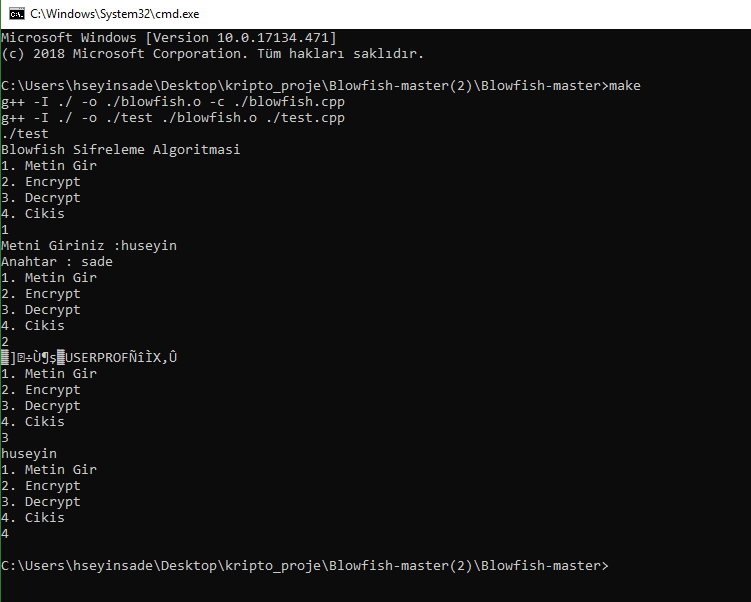 C:\Windows\System32\cmd.exe
Microsoft Windows [Version 10.0.17134.471]
(c) 2018 Microsoft Corporation. Tüm hakları saklıdır.
C:\Users\hseyinsade\Desktop\kripto_proje\Blowfish-master(2)\Blowfish-master>make
g++ -I ./ -o ./blowfish.o -c ./blowfish.cpp
g++ -I ./ -o ./test ./blowfish.o ./test.cpp
./test
Blowfish Sifreleme Algoritmasi
1. Metin Gir
2. Encrypt
3. Decrypt
4. Cikis
1
Metni Giriniz :huseyin
Anahtar : sade
1. Metin Gir
2. Encrypt
3. Decrypt
4. Cikis
2
▒]⍰÷Ù¶ş▒USERPROFÑîÌX,Û
1. Metin Gir
2. Encrypt
3. Decrypt
4. Cikis
3
huseyin
1. Metin Gir
2. Encrypt
3. Decrypt
4. Cikis
4
C:\Users\hseyinsade\Desktop\kripto_proje\Blowfish-master(2)\Blowfish-master>